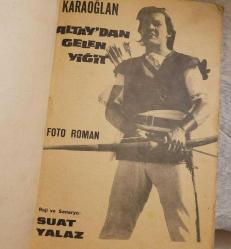 KARAOĞLAN
ALTAY'DAN
GELEN
YİĞİT
FOTO ROMAN
Reji ve Senaryo:
SUAT
YALAZ